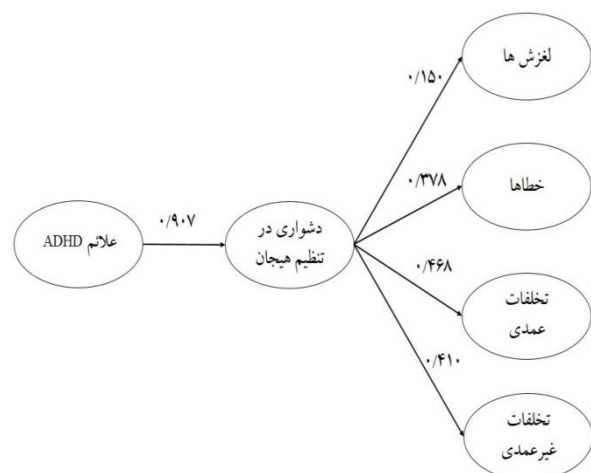 لغزش ها
۰/۱۵۰
خطاها
۰/۳۷۸
۰/۹۰۷
علائم ADHD
دشواری در
تنظیم هیجان
۰/۴۶۸
تخلفات
عمدی
۰/۴۱۰
تخلفات
غیرعمدی